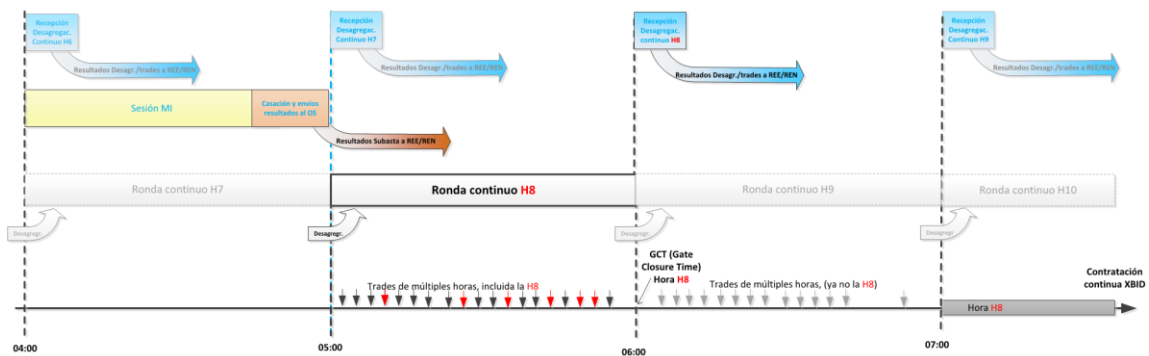 Recepción
Desagregac.
Continuo H6
Resultados Desagr./trades a REE/REN
Recepción
Desagregac.
Continuo H7
Resultados Desagr./trades a REE/REN
Recepción
Desagregac.
continuo H8
Resultados Desagr./trades a REE/REN
Recepción
Desagregac.
Continuo H9
Resultados Desagr./trades a REE/REN
Sesión MI
Casación y envíos
resultados al OS
Resultados Subasta a REE/REN
Ronda continuo H7
Ronda continuo H8
Ronda continuo H9
Ronda continuo H10
Desagregr.
Desagregr.
Desagregr.
Desagregr.
GCT (Gate
Closure Time)
Hora H8
Trades de múltiples horas, incluida la H8
Trades de múltiples horas, (ya no la H8)
Contratación
continua XBID
Hora H8
04:00
05:00
06:00
07:00